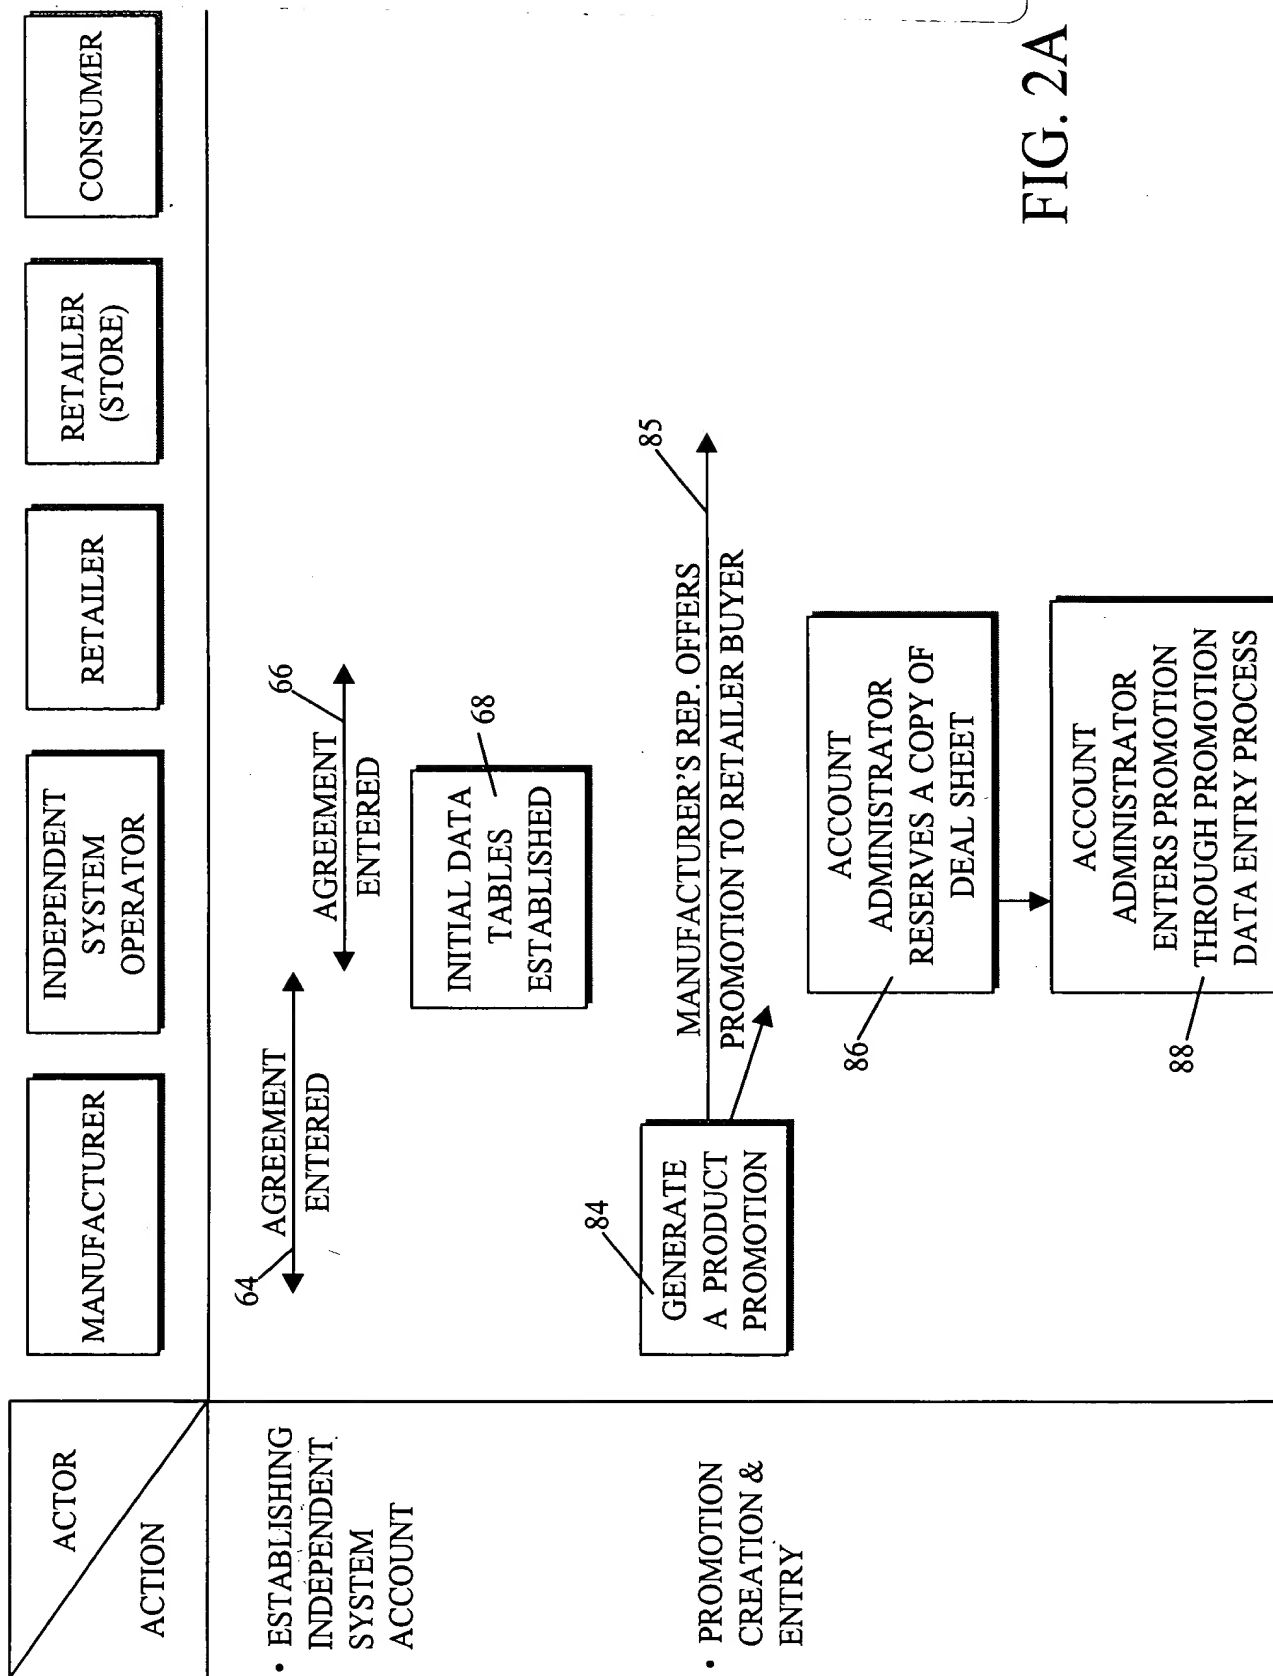 ACTOR
ACTION
MANUFACTURER
INDEPENDENT
SYSTEM
OPERATOR
RETAILER
RETAILER
(STORE)
CONSUMER
• ESTABLISHING
INDEPENDENT
SYSTEM
ACCOUNT
64
AGREEMENT
ENTERED
66
AGREEMENT
ENTERED
INITIAL DATA
TABLES
ESTABLISHED
68
• PROMOTION
CREATION &
ENTRY
84
GENERATE
A PRODUCT
PROMOTION
MANUFACTURER'S REP. OFFERS
PROMOTION TO RETAILER BUYER
85
86
ACCOUNT
ADMINISTRATOR
RESERVES A COPY OF
DEAL SHEET
88
ACCOUNT
ADMINISTRATOR
ENTERS PROMOTION
THROUGH PROMOTION
DATA ENTRY PROCESS
FIG. 2A